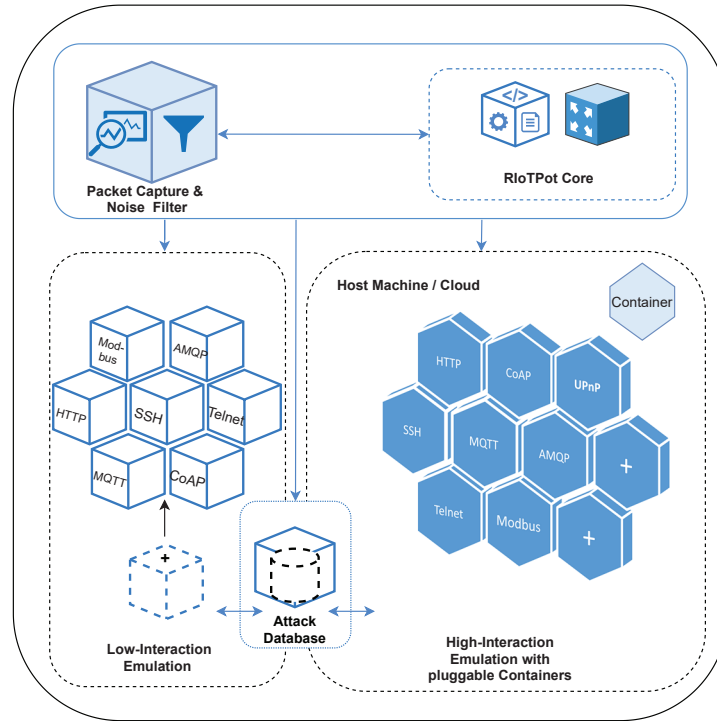 </>
Packet Capture &
Noise Filter
RIoTPot Core
Host Machine / Cloud
Container
Mod-
bus
AMQP
HTTP
SSH
Telnet
MQTT
CoAP
+
Low-Interaction
Emulation
Attack
Database
HTTP
CoAP
UPnP
SSH
MQTT
AMQP
+
Telnet
Modbus
+
High-Interaction
Emulation with
pluggable Containers